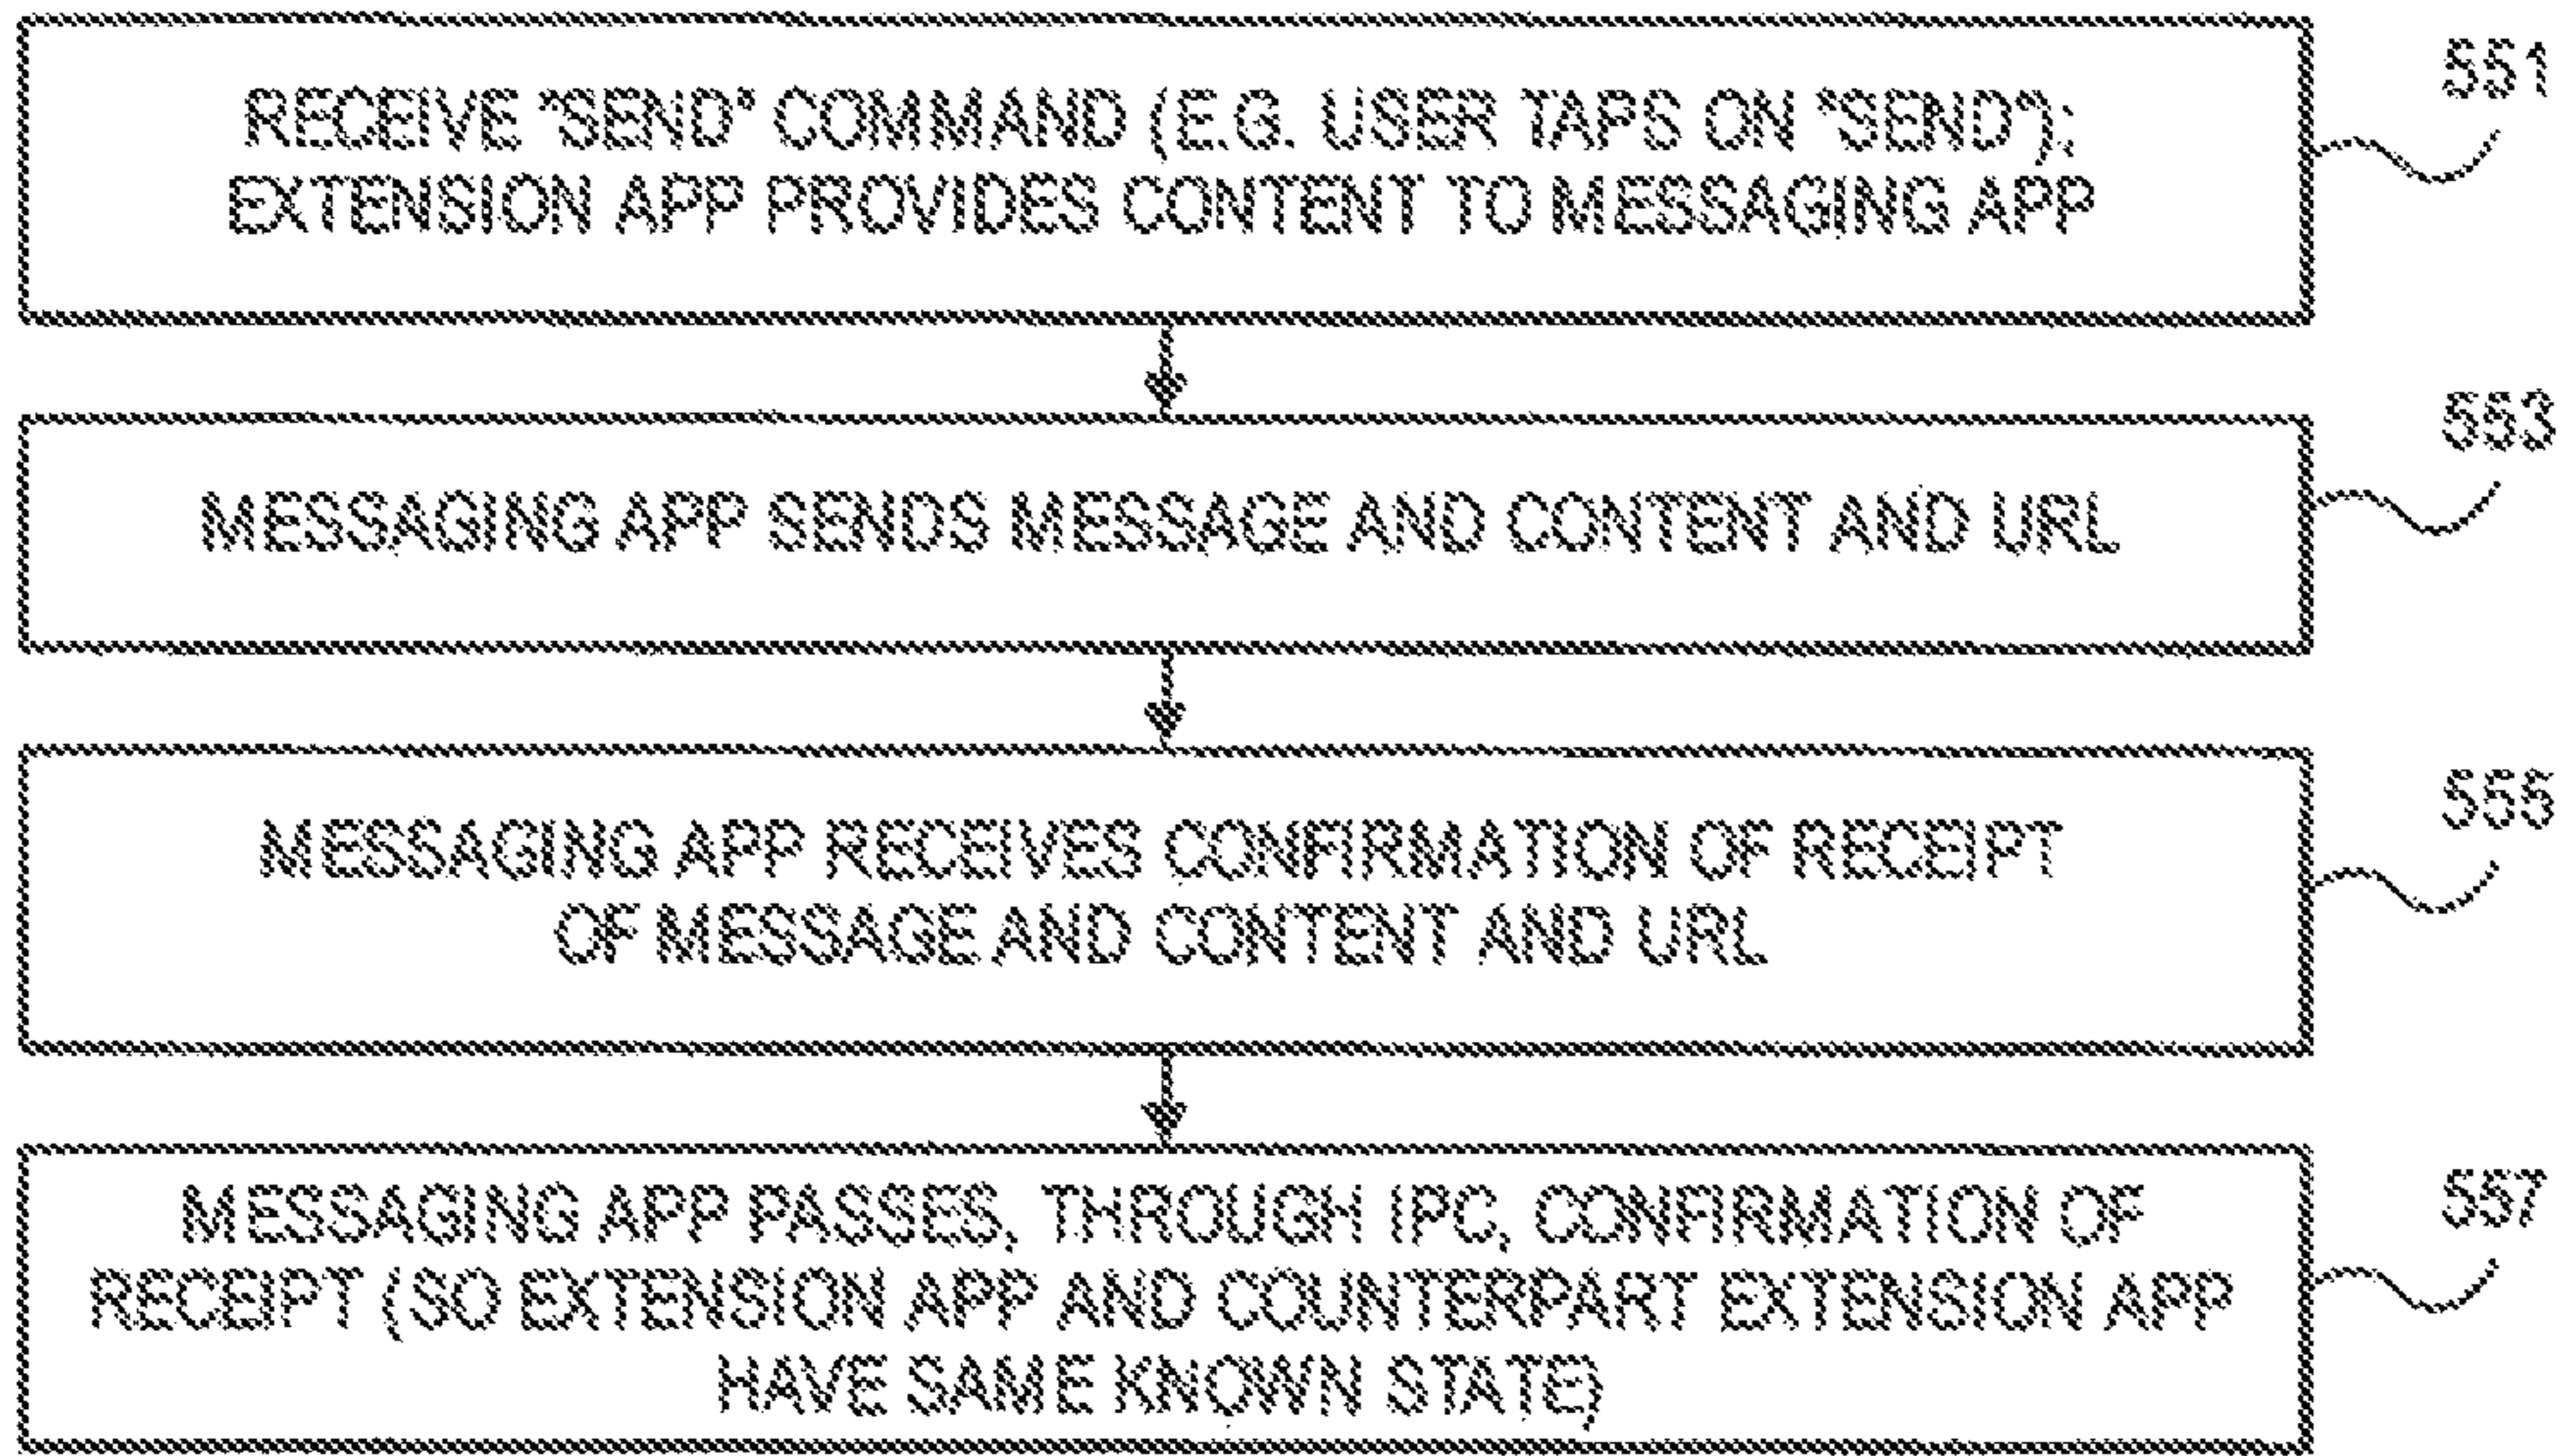 RECEIVE "SEND" COMMAND (E.G. USER TAPS ON "SEND");
EXTENSION APP PROVIDES CONTENT TO MESSAGING APP
551
MESSAGING APP SENDS MESSAGE AND CONTENT AND URL
553
MESSAGING APP RECEIVES CONFIRMATION OF RECEIPT
OF MESSAGE AND CONTENT AND URL
555
MESSAGING APP PASSES, THROUGH IPC, CONFIRMATION OF
RECEIPT (SO EXTENSION APP AND COUNTERPART EXTENSION APP
HAVE SAME KNOWN STATE)
557